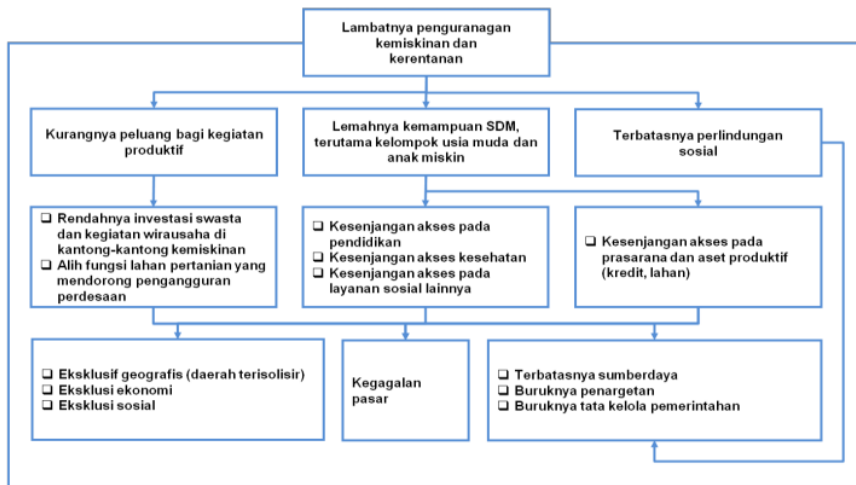 Lambatnya penguranagan
kemiskinan dan
kerentanan
Kurangnya peluang bagi kegiatan
produktif
Lemahnya kemampuan SDM,
terutama kelompok usia muda dan
anak miskin
Terbatasnya perlindungan
sosial
❑ Rendahnya investasi swasta
dan kegiatan wirausaha di
kantong-kantong kemiskinan
❑ Alih fungsi lahan pertanian yang
mendorong pengangguran
perdesaan
❑ Kesenjangan akses pada
pendidikan
❑ Kesenjangan akses kesehatan
❑ Kesenjangan akses pada
layanan sosial lainnya
❑ Kesenjangan akses pada
prasarana dan aset produktif
(kredit, lahan)
❑ Eksklusif geografis (daerah terisolisir)
❑ Eksklusi ekonomi
❑ Eksklusi sosial
Kegagalan
pasar
❑ Terbatasnya sumberdaya
❑ Buruknya penargetan
❑ Buruknya tata kelola pemerintahan